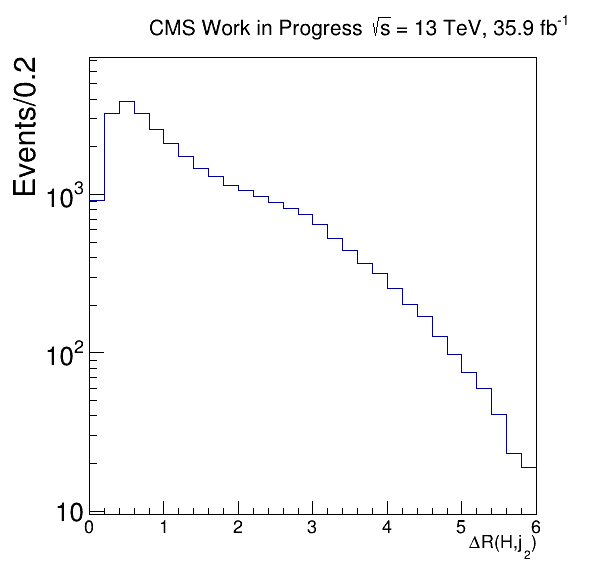 CMS Work in Progress √s = 13 TeV, 35.9 fb⁻¹
Events/0.2
10³
10²
10
0 1 2 3 4 5 6
ΔR(H,j₂)